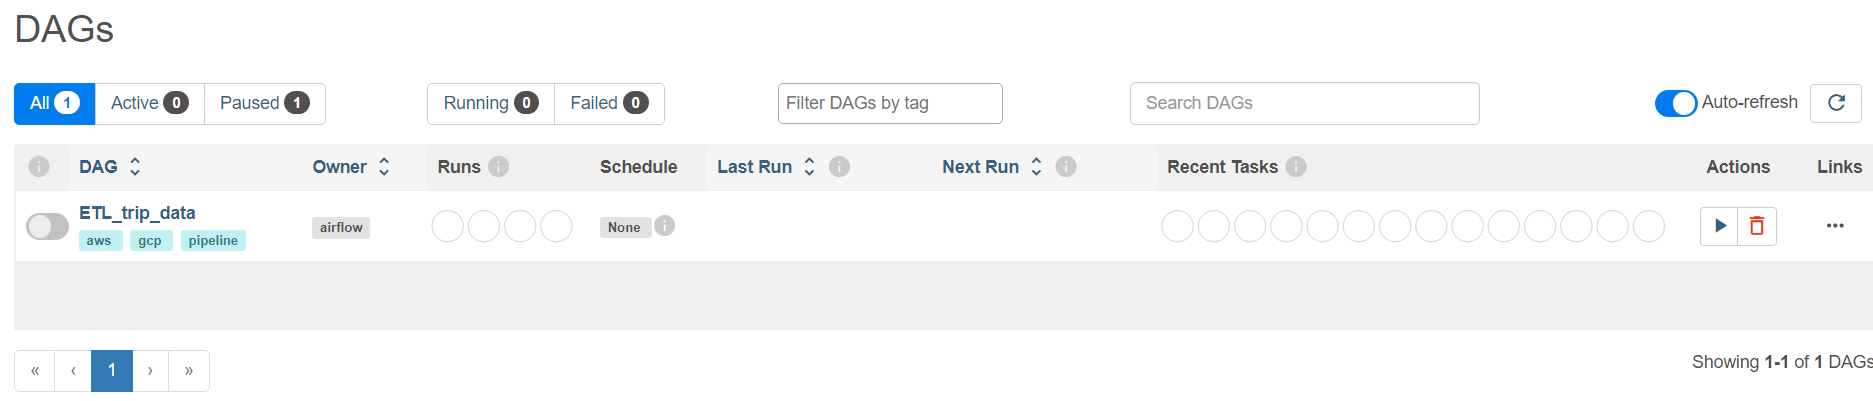 DAGs
All 1 Active 0 Paused 1 Running 0 Failed 0 Filter DAGs by tag Search DAGs Auto-refresh
i DAG Owner Runs i Schedule Last Run i Next Run i Recent Tasks i Actions Links
ETL_trip_data
airflow None i
aws gcp pipeline
« ‹ 1 › » Showing 1-1 of 1 DAGs